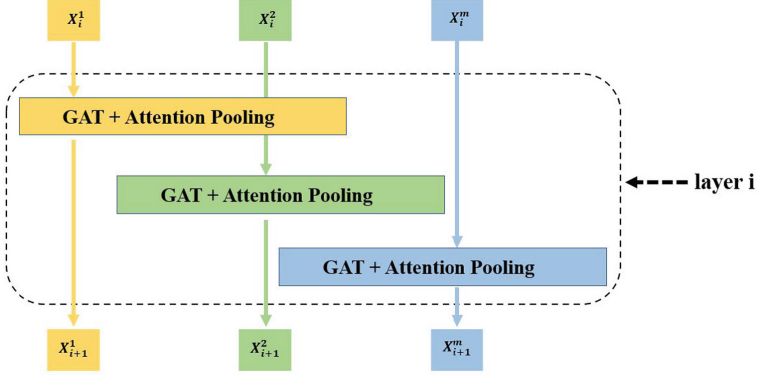 X_i^1 X_i^2 X_i^m
GAT + Attention Pooling
GAT + Attention Pooling
layer i
GAT + Attention Pooling
X_{i+1}^1 X_{i+1}^2 X_{i+1}^m